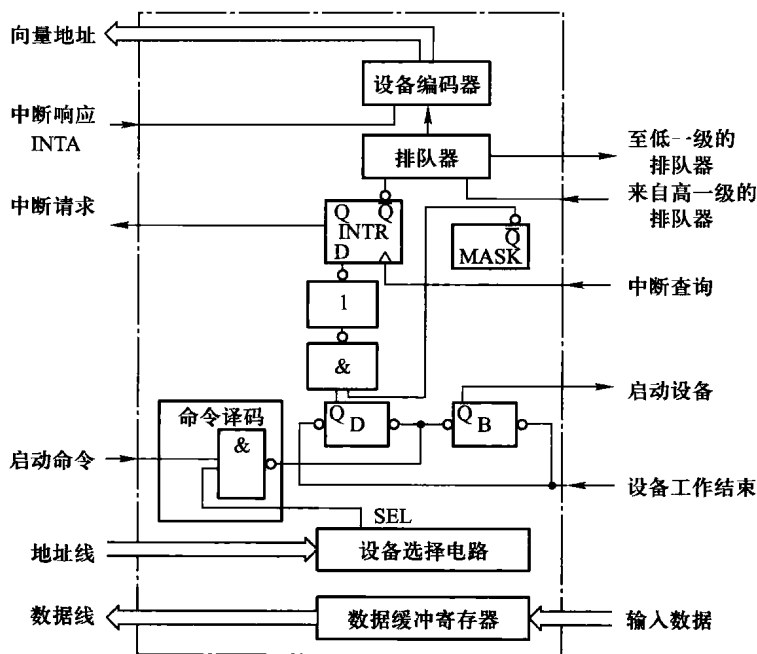 向量地址
设备编码器
中断响应
INTA
排队器
至低一级的
排队器
来自高一级的
排队器
中断请求
Q
Q̅
INTR
D
Q̅
MASK
中断查询
1
&
Q
D
Q
B
启动设备
命令译码
&
启动命令
设备工作结束
SEL
地址线
设备选择电路
数据线
数据缓冲寄存器
输入数据